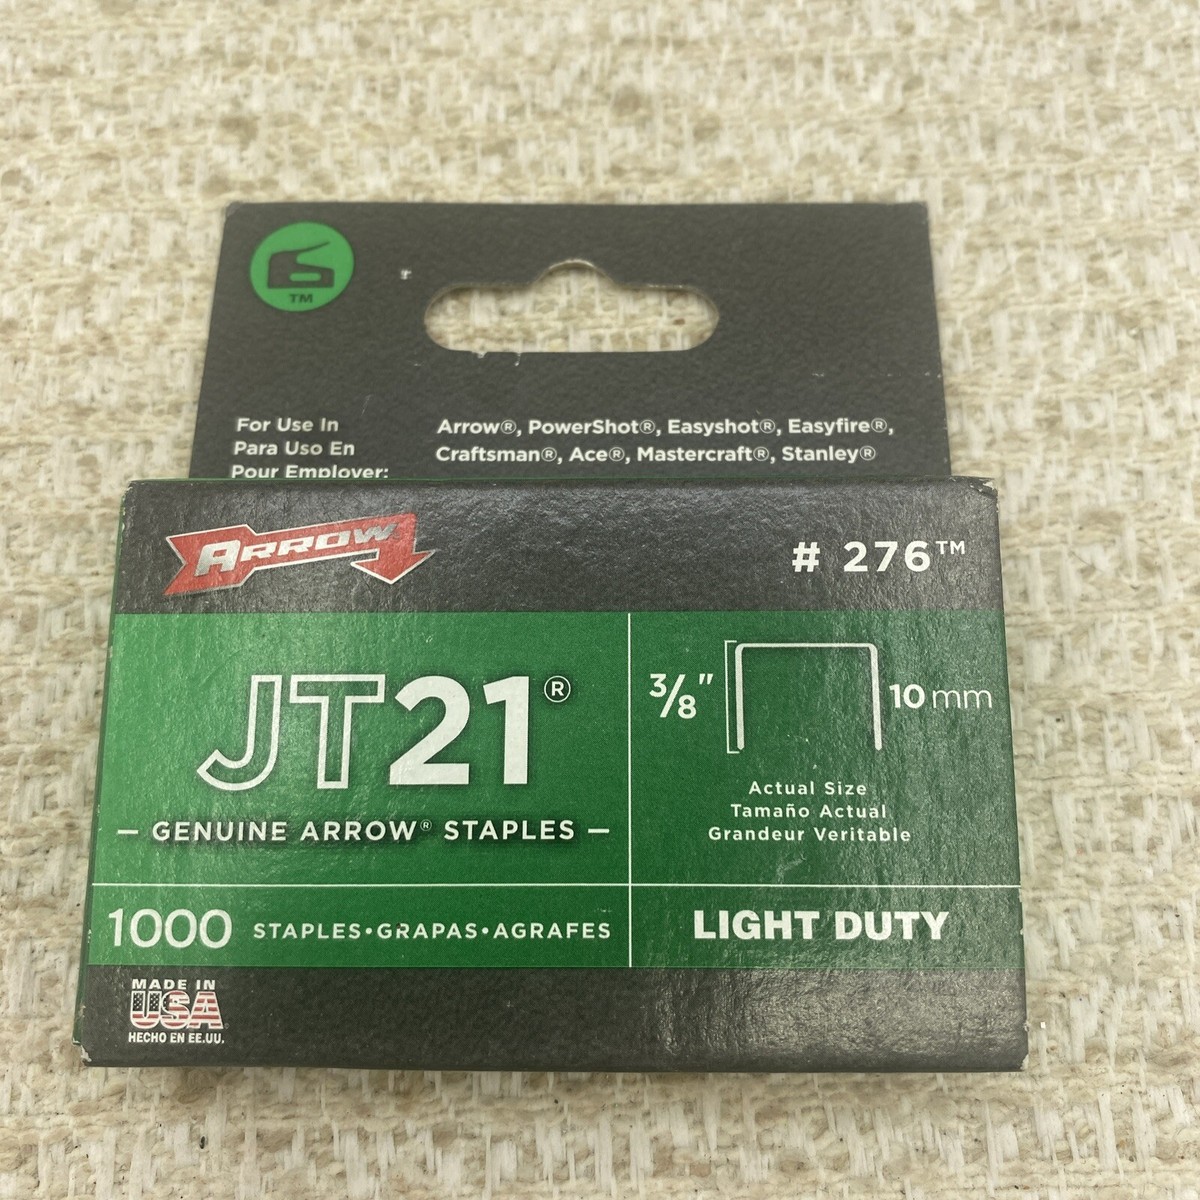 TM
For Use In
Para Uso En
Pour Employer:
Arrow®, PowerShot®, Easyshot®, Easyfire®,
Craftsman®, Ace®, Mastercraft®, Stanley®
ARROW
# 276™
JT21®
— GENUINE ARROW® STAPLES —
3/8"
10 mm
Actual Size
Tamaño Actual
Grandeur Veritable
1000 STAPLES•GRAPAS•AGRAFES
LIGHT DUTY
MADE IN
USA
HECHO EN EE.UU.